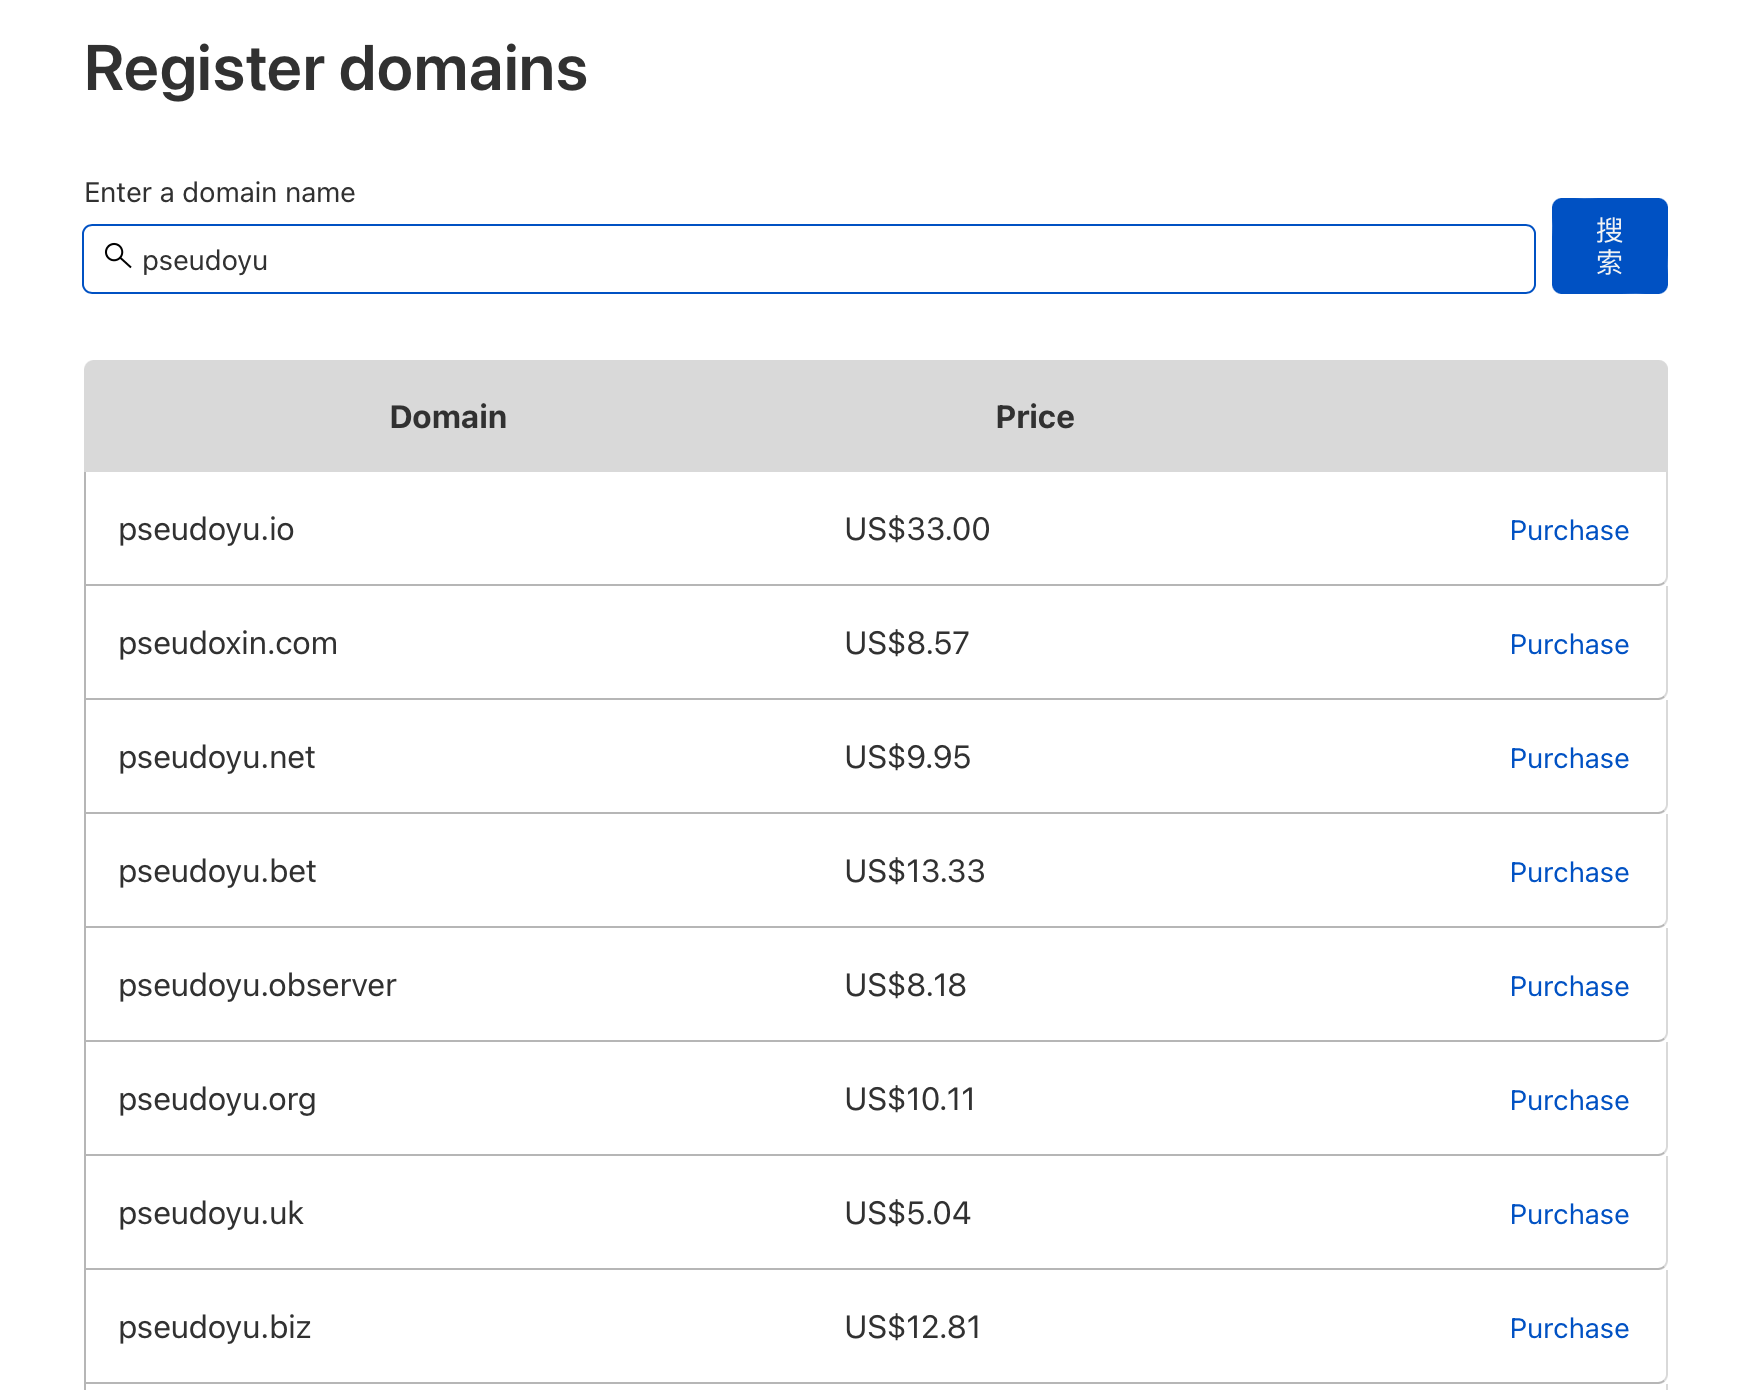 Register domains
Enter a domain name
pseudoyu
搜
索
Domain Price
pseudoyu.io US$33.00 Purchase
pseudoxin.com US$8.57 Purchase
pseudoyu.net US$9.95 Purchase
pseudoyu.bet US$13.33 Purchase
pseudoyu.observer US$8.18 Purchase
pseudoyu.org US$10.11 Purchase
pseudoyu.uk US$5.04 Purchase
pseudoyu.biz US$12.81 Purchase